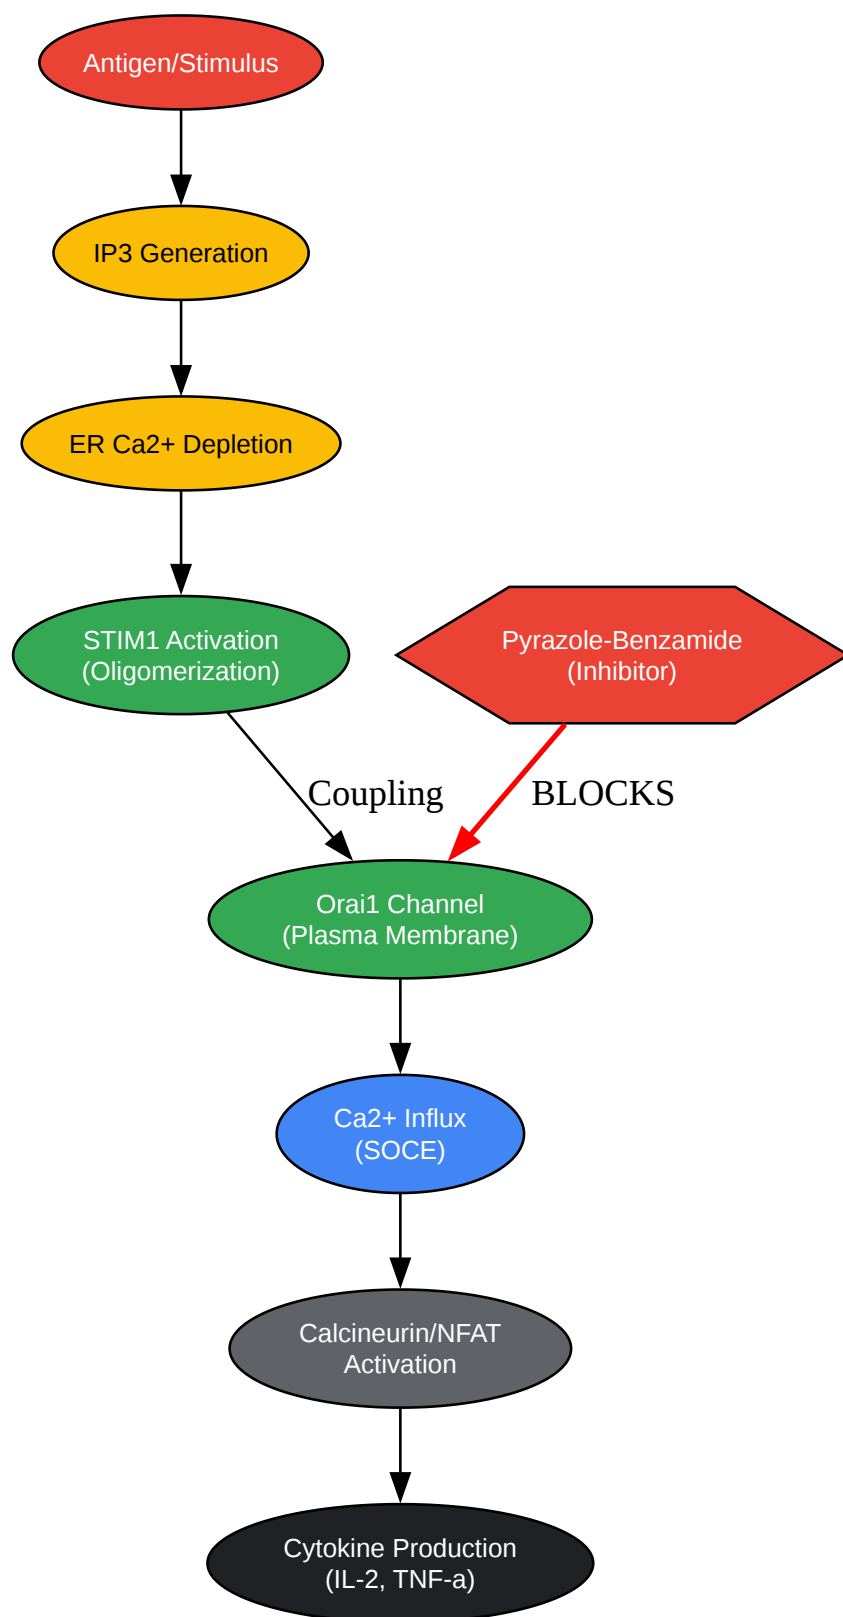 Antigen/Stimulus
IP3 Generation
ER Ca2+ Depletion
STIM1 Activation
(Oligomerization)
Pyrazole-Benzamide
(Inhibitor)
Coupling
BLOCKS
Orai1 Channel
(Plasma Membrane)
Ca2+ Influx
(SOCE)
Calcineurin/NFAT
Activation
Cytokine Production
(IL-2, TNF-a)